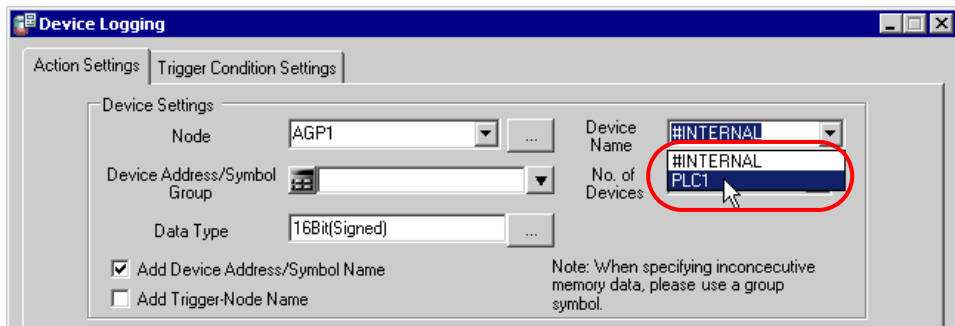 Device Logging
Action Settings
Trigger Condition Settings
Device Settings
Node
AGP1
...
Device
Name
#INTERNAL
#INTERNAL
PLC1
Device Address/Symbol
Group
No. of
Devices
Data Type
16Bit(Signed)
...
Add Device Address/Symbol Name
Add Trigger-Node Name
Note: When specifying inconcecutive
memory data, please use a group
symbol.